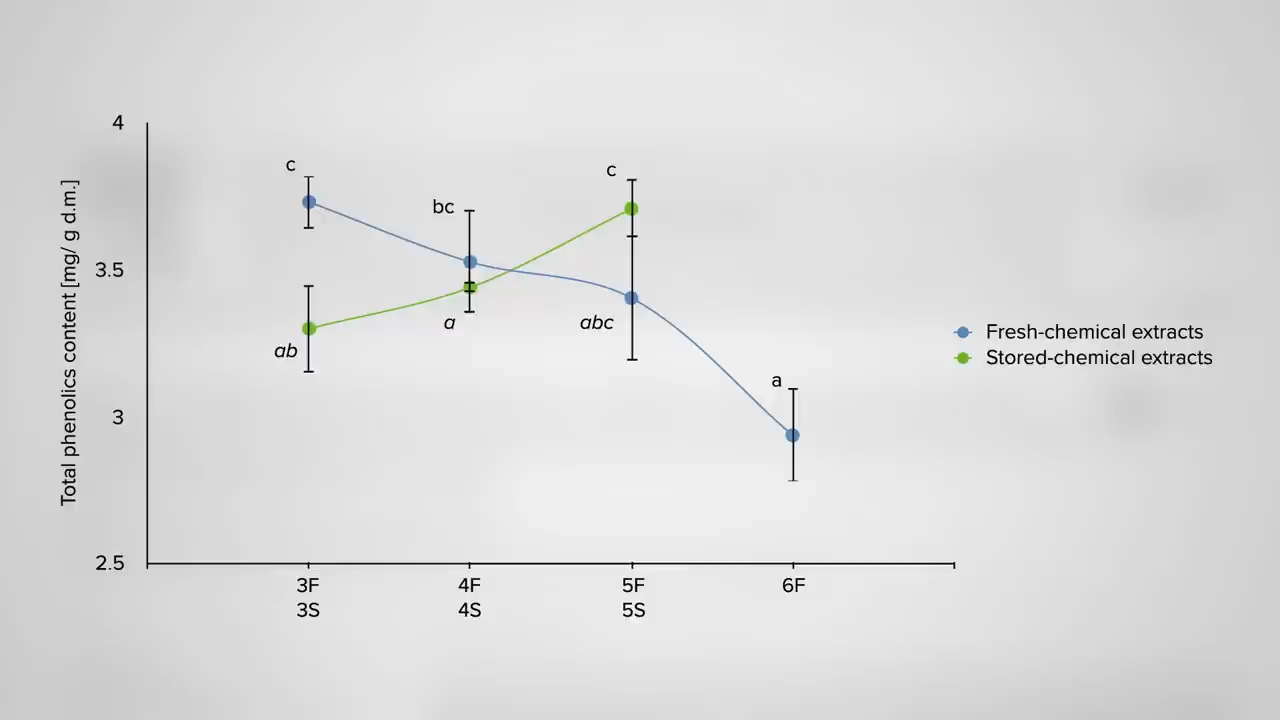 Total phenolics content [mg/ g d.m.]
4
3.5
3
2.5
c
bc
c
a
abc
ab
a
3F
4F
5F
6F
3S
4S
5S
Fresh-chemical extracts
Stored-chemical extracts